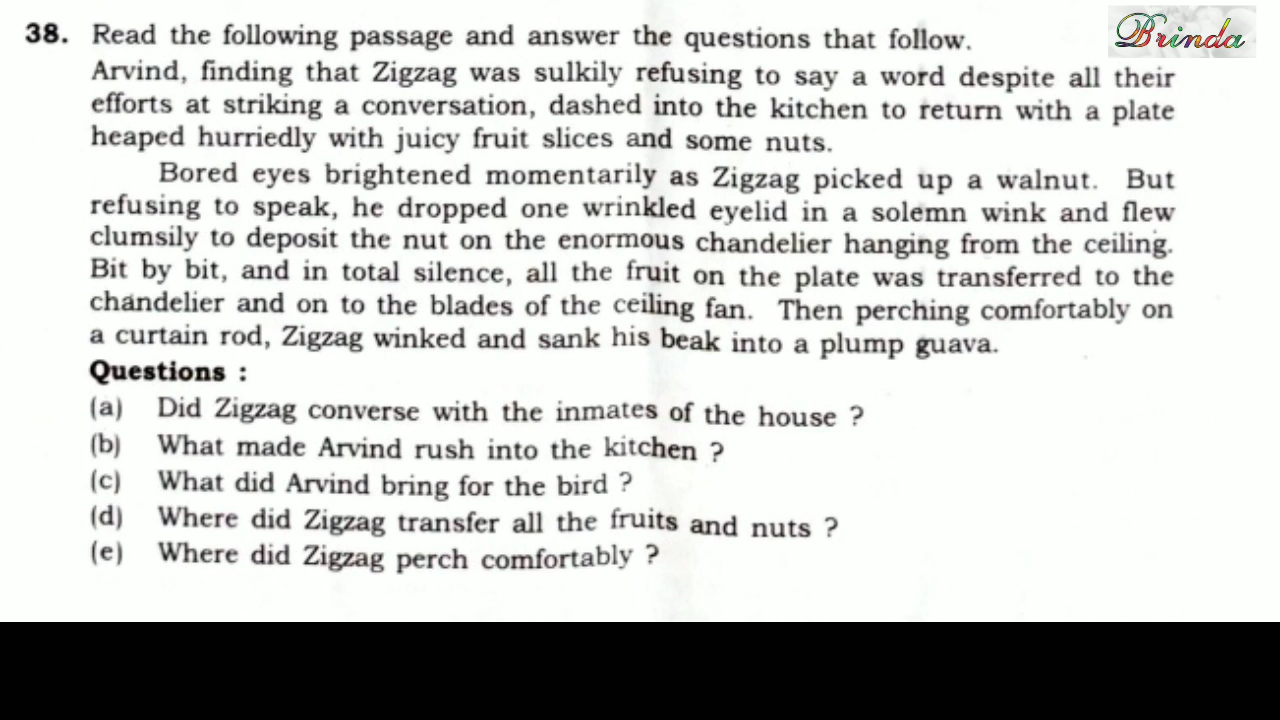 Brinda
38. Read the following passage and answer the questions that follow.
Arvind, finding that Zigzag was sulkily refusing to say a word despite all their
efforts at striking a conversation, dashed into the kitchen to return with a plate
heaped hurriedly with juicy fruit slices and some nuts.
Bored eyes brightened momentarily as Zigzag picked up a walnut. But
refusing to speak, he dropped one wrinkled eyelid in a solemn wink and flew
clumsily to deposit the nut on the enormous chandelier hanging from the ceiling.
Bit by bit, and in total silence, all the fruit on the plate was transferred to the
chandelier and on to the blades of the ceiling fan. Then perching comfortably on
a curtain rod, Zigzag winked and sank his beak into a plump guava.
Questions :
(a) Did Zigzag converse with the inmates of the house ?
(b) What made Arvind rush into the kitchen ?
(c) What did Arvind bring for the bird ?
(d) Where did Zigzag transfer all the fruits and nuts ?
(e) Where did Zigzag perch comfortably ?